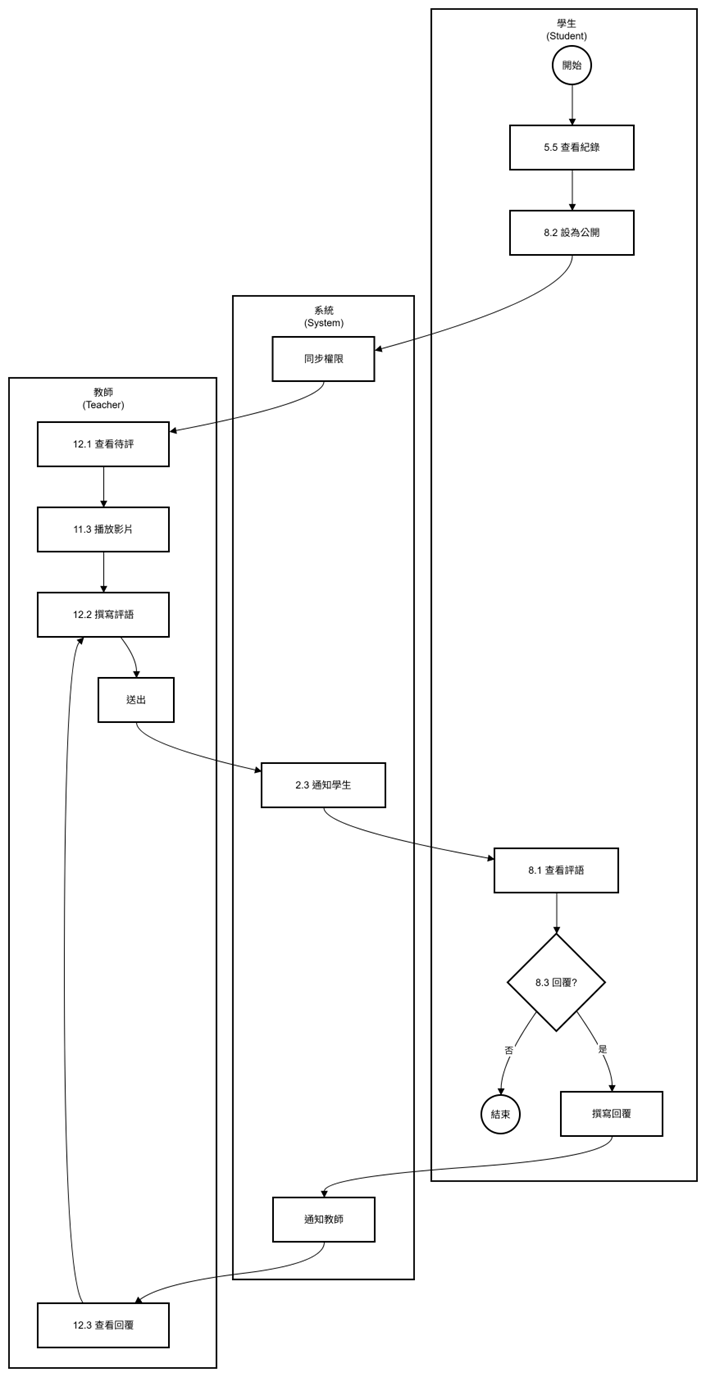 學生
(Student)
開始
5.5 查看紀錄
8.2 設為公開
系統
(System)
同步權限
教師
(Teacher)
12.1 查看待評
11.3 播放影片
12.2 撰寫評語
送出
2.3 通知學生
8.1 查看評語
8.3 回覆?
否
是
結束
撰寫回覆
通知教師
12.3 查看回覆